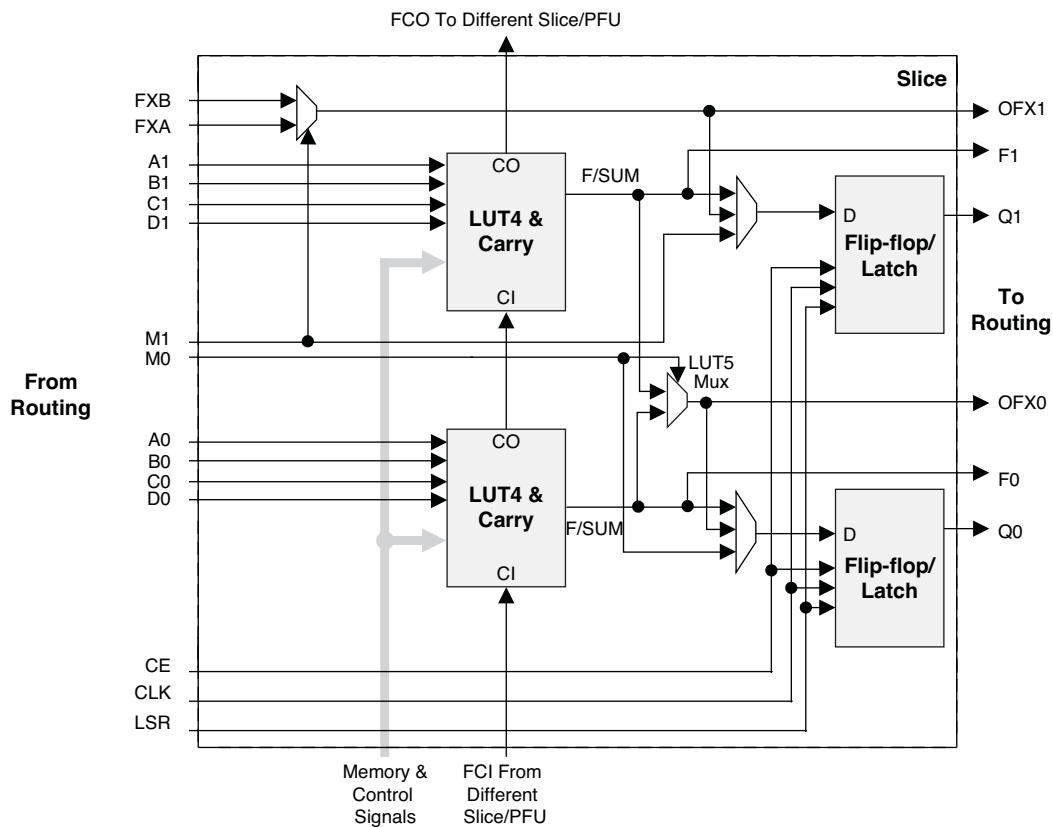 FCO To Different Slice/PFU
Slice
FXB
FXA
OFX1
F1
A1
B1
C1
D1
CO
LUT4 &
Carry
CI
F/SUM
D
Flip-flop/
Latch
Q1
To
Routing
M1
M0
From
Routing
LUT5
Mux
OFX0
A0
B0
C0
D0
CO
LUT4 &
Carry
CI
F/SUM
F0
D
Flip-flop/
Latch
Q0
CE
CLK
LSR
Memory &
Control
Signals
FCI From
Different
Slice/PFU